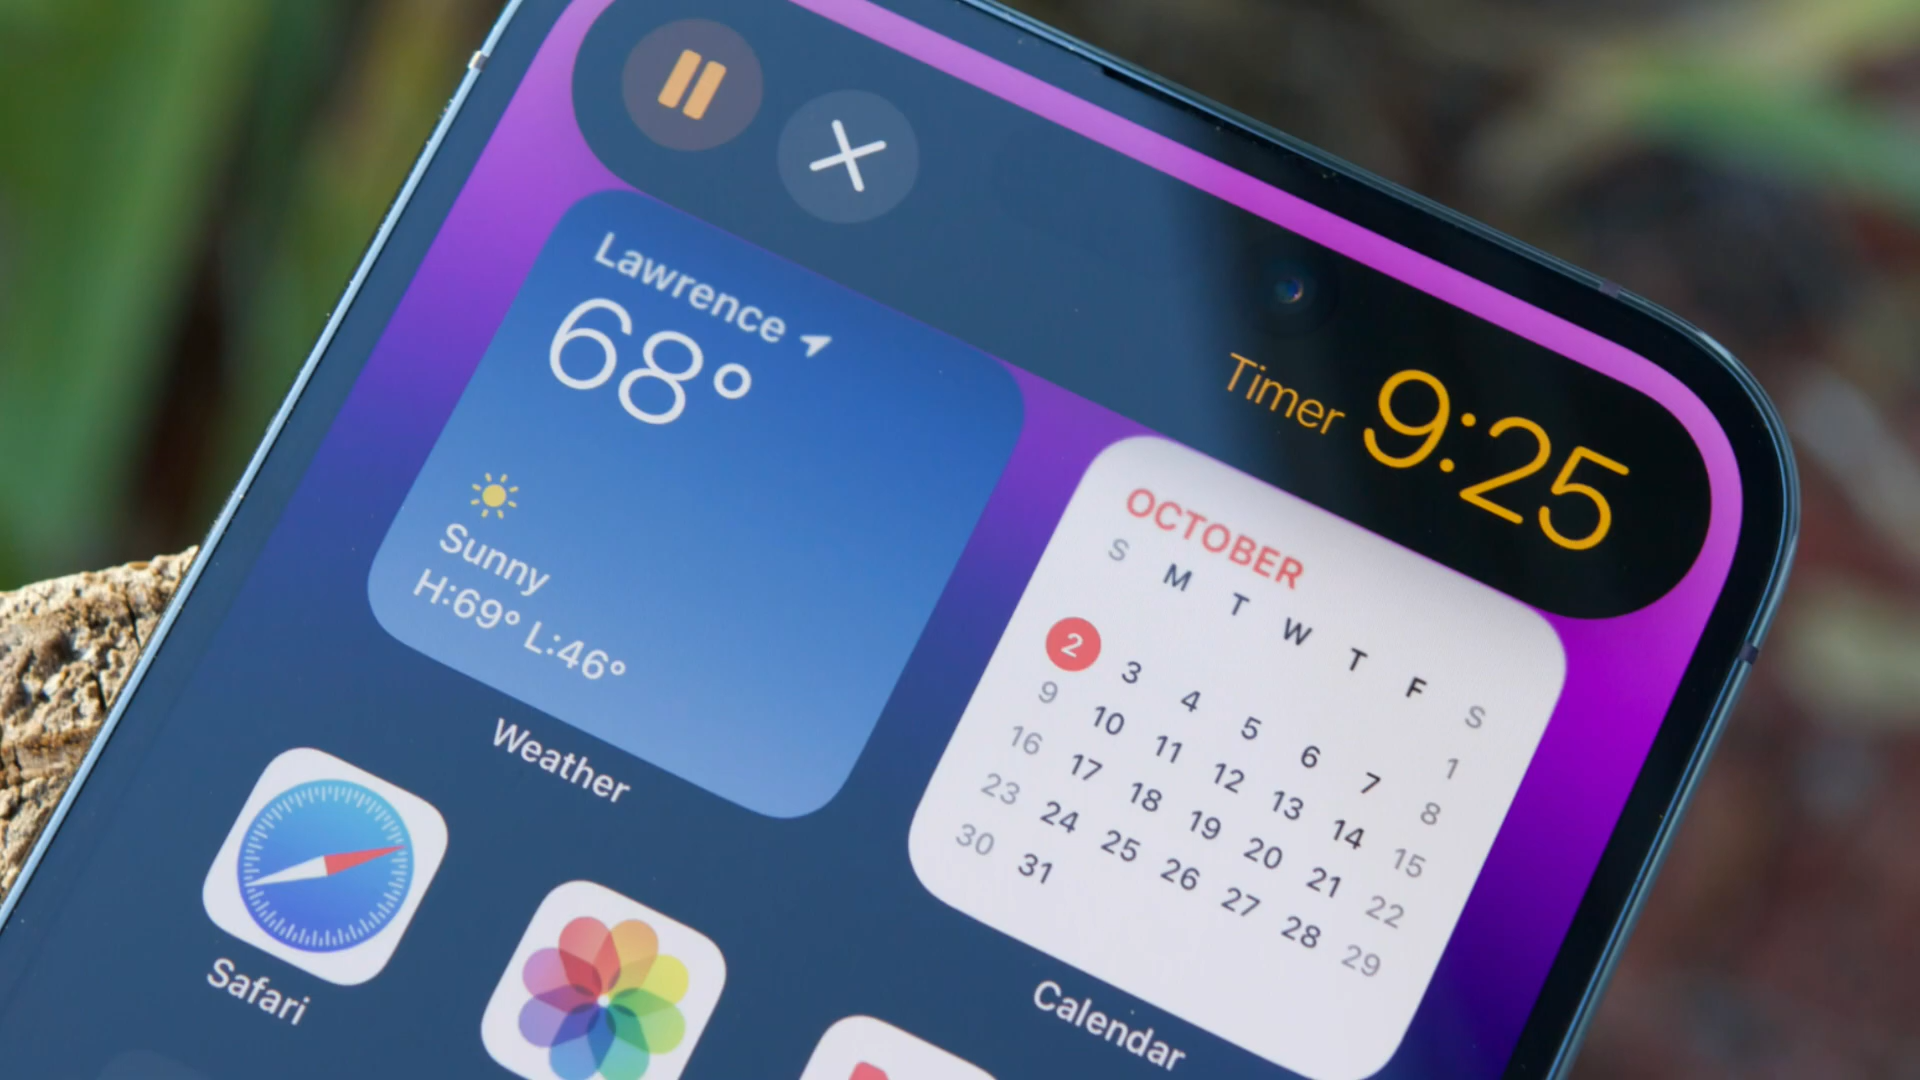 Timer 9:25
Lawrence
68°
Sunny
H:69° L:46°
Weather
OCTOBER
S M T W T F S
1
2 3 4 5 6 7 8
9 10 11 12 13 14 15
16 17 18 19 20 21 22
23 24 25 26 27 28 29
30 31
Calendar
Safari